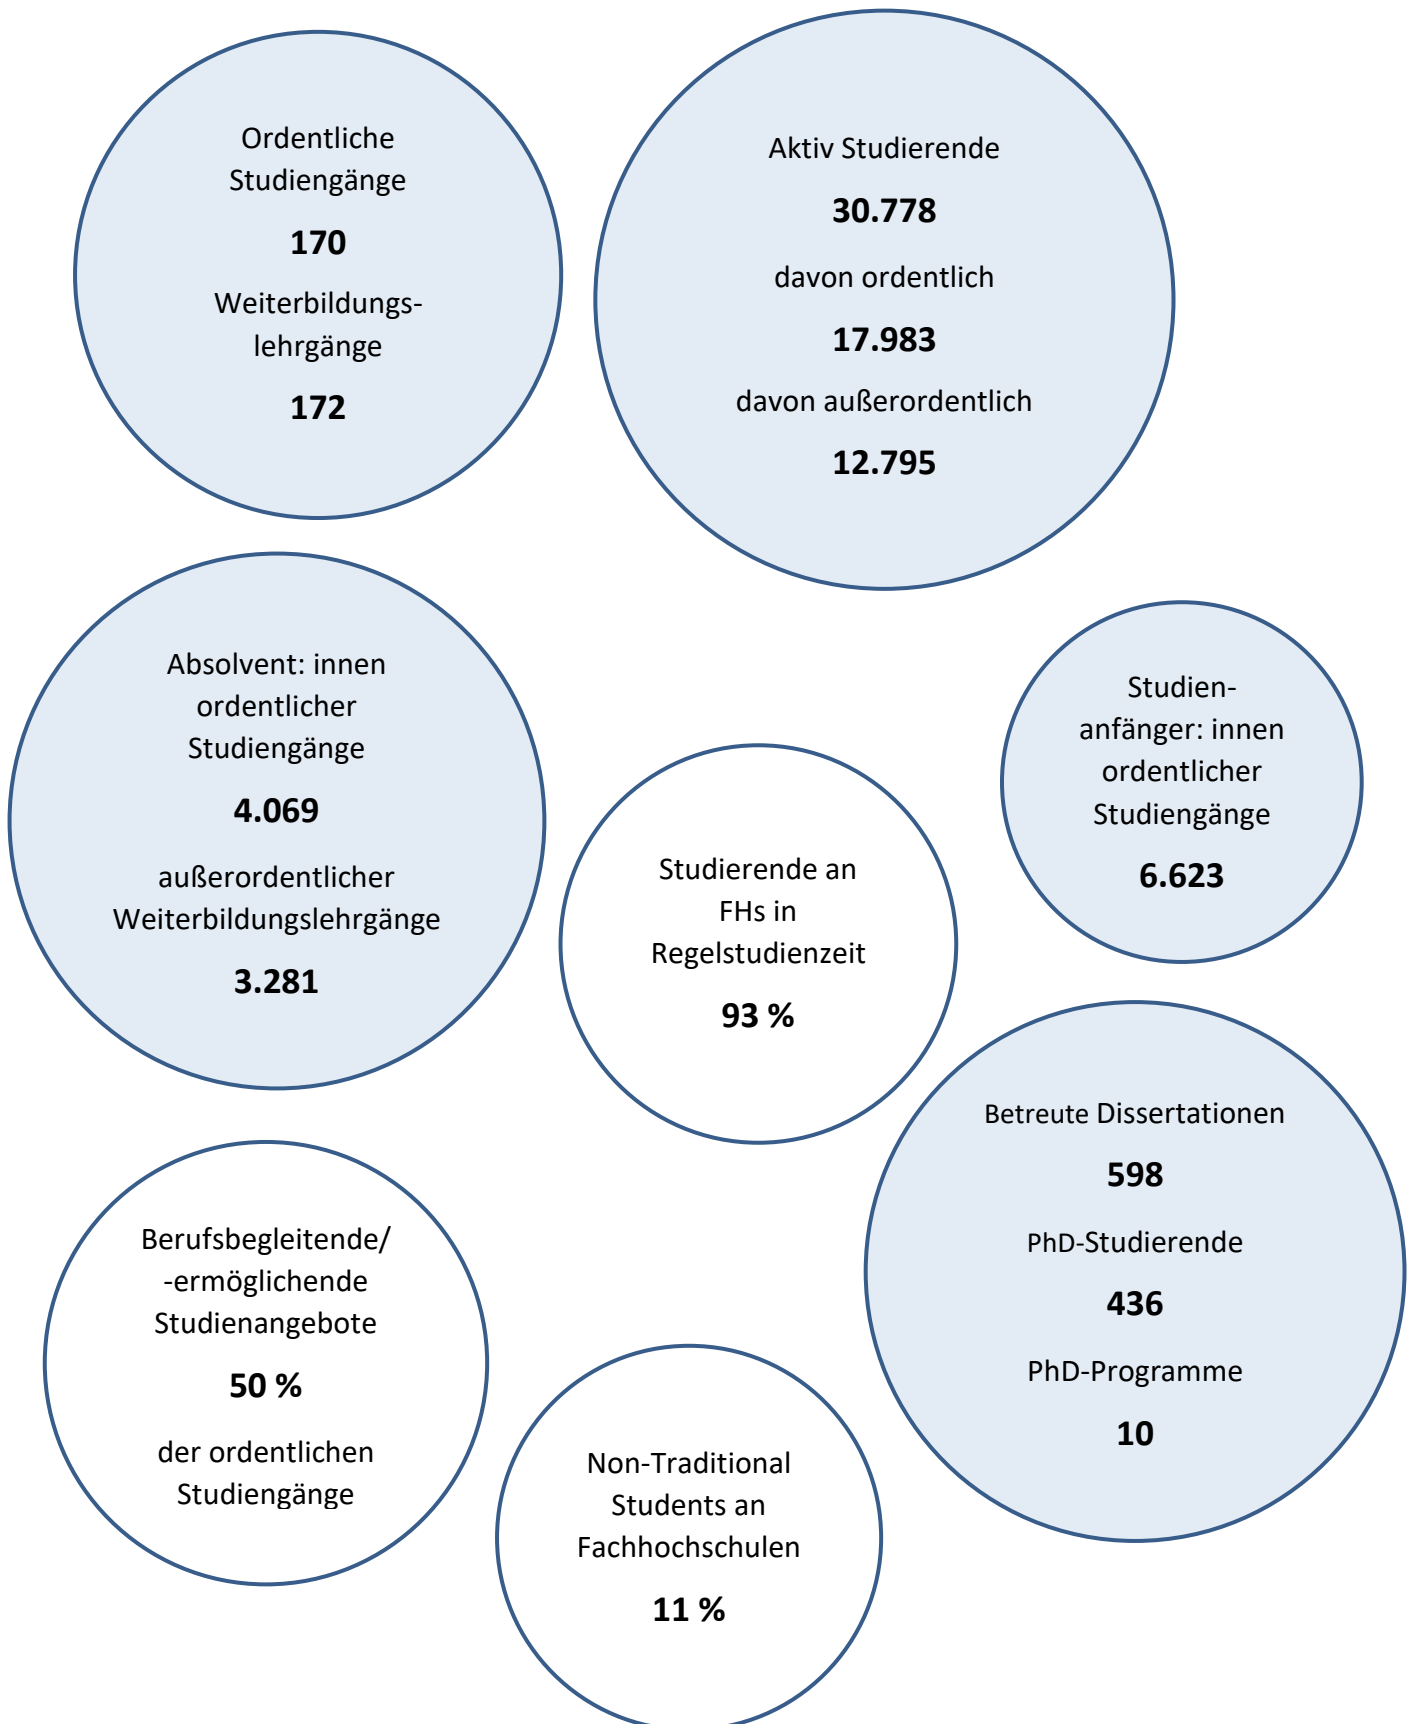 Ordentliche
Studiengänge
170
Weiterbildungs-
lehrgänge
172
Aktiv Studierende
30.778
davon ordentlich
17.983
davon außerordentlich
12.795
Absolvent: innen
ordentlicher
Studiengänge
4.069
außerordentlicher
Weiterbildungslehrgänge
3.281
Studien-
anfänger: innen
ordentlicher
Studiengänge
6.623
Studierende an
FHs in
Regelstudienzeit
93 %
Betreute Dissertationen
598
PhD-Studierende
436
PhD-Programme
10
Berufsbegleitende/
-ermöglichende
Studienangebote
50 %
der ordentlichen
Studiengänge
Non-Traditional
Students an
Fachhochschulen
11 %